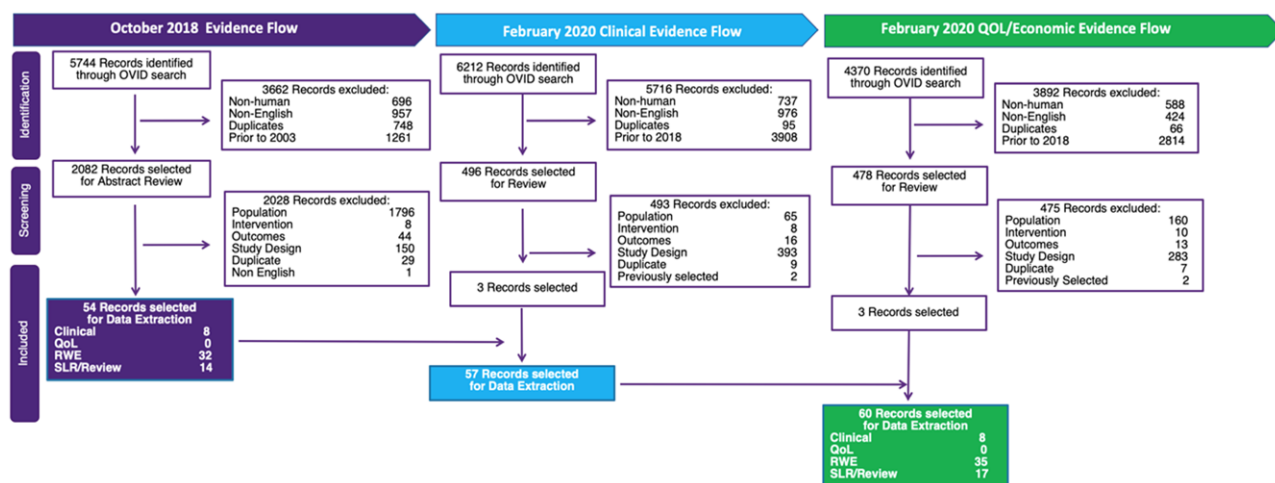 October 2018 Evidence Flow
February 2020 Clinical Evidence Flow
February 2020 QOL/Economic Evidence Flow
Identification
Screening
Included
5744 Records identified
through OVID search
3662 Records excluded:
Non-human 696
Non-English 957
Duplicates 748
Prior to 2003 1261
2082 Records selected
for Abstract Review
2028 Records excluded:
Population 1796
Intervention 8
Outcomes 44
Study Design 150
Duplicate 29
Non English 1
54 Records selected
for Data Extraction
Clinical 8
QoL 0
RWE 32
SLR/Review 14
6212 Records identified
through OVID search
5716 Records excluded:
Non-human 737
Non-English 976
Duplicates 95
Prior to 2018 3908
496 Records selected
for Review
493 Records excluded:
Population 65
Intervention 8
Outcomes 16
Study Design 393
Duplicate 9
Previously selected 2
3 Records selected
57 Records selected
for Data Extraction
4370 Records identified
through OVID search
3892 Records excluded:
Non-human 588
Non-English 424
Duplicates 66
Prior to 2018 2814
478 Records selected
for Review
475 Records excluded:
Population 160
Intervention 10
Outcomes 13
Study Design 283
Duplicate 7
Previously Selected 2
3 Records selected
60 Records selected
for Data Extraction
Clinical 8
QoL 0
RWE 35
SLR/Review 17